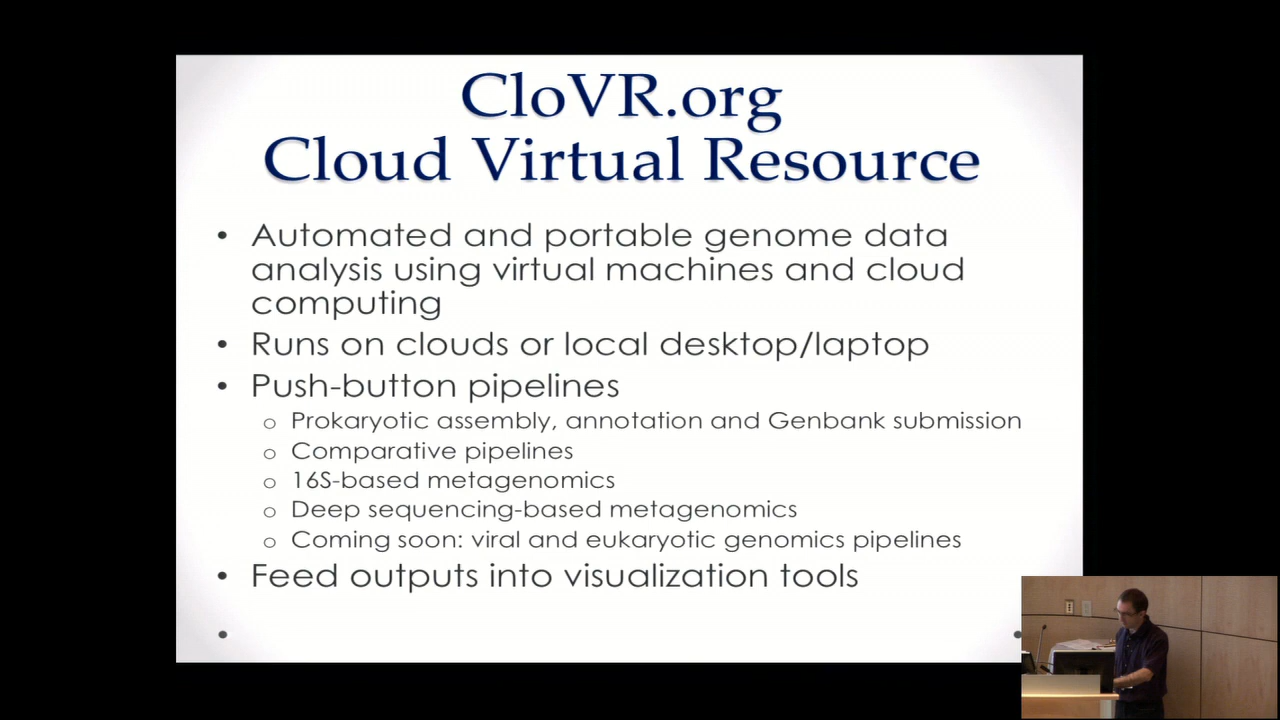 CloVR.org
Cloud Virtual Resource
• Automated and portable genome data
analysis using virtual machines and cloud
computing
• Runs on clouds or local desktop/laptop
• Push-button pipelines
o Prokaryotic assembly, annotation and Genbank submission
o Comparative pipelines
o 16S-based metagenomics
o Deep sequencing-based metagenomics
o Coming soon: viral and eukaryotic genomics pipelines
• Feed outputs into visualization tools